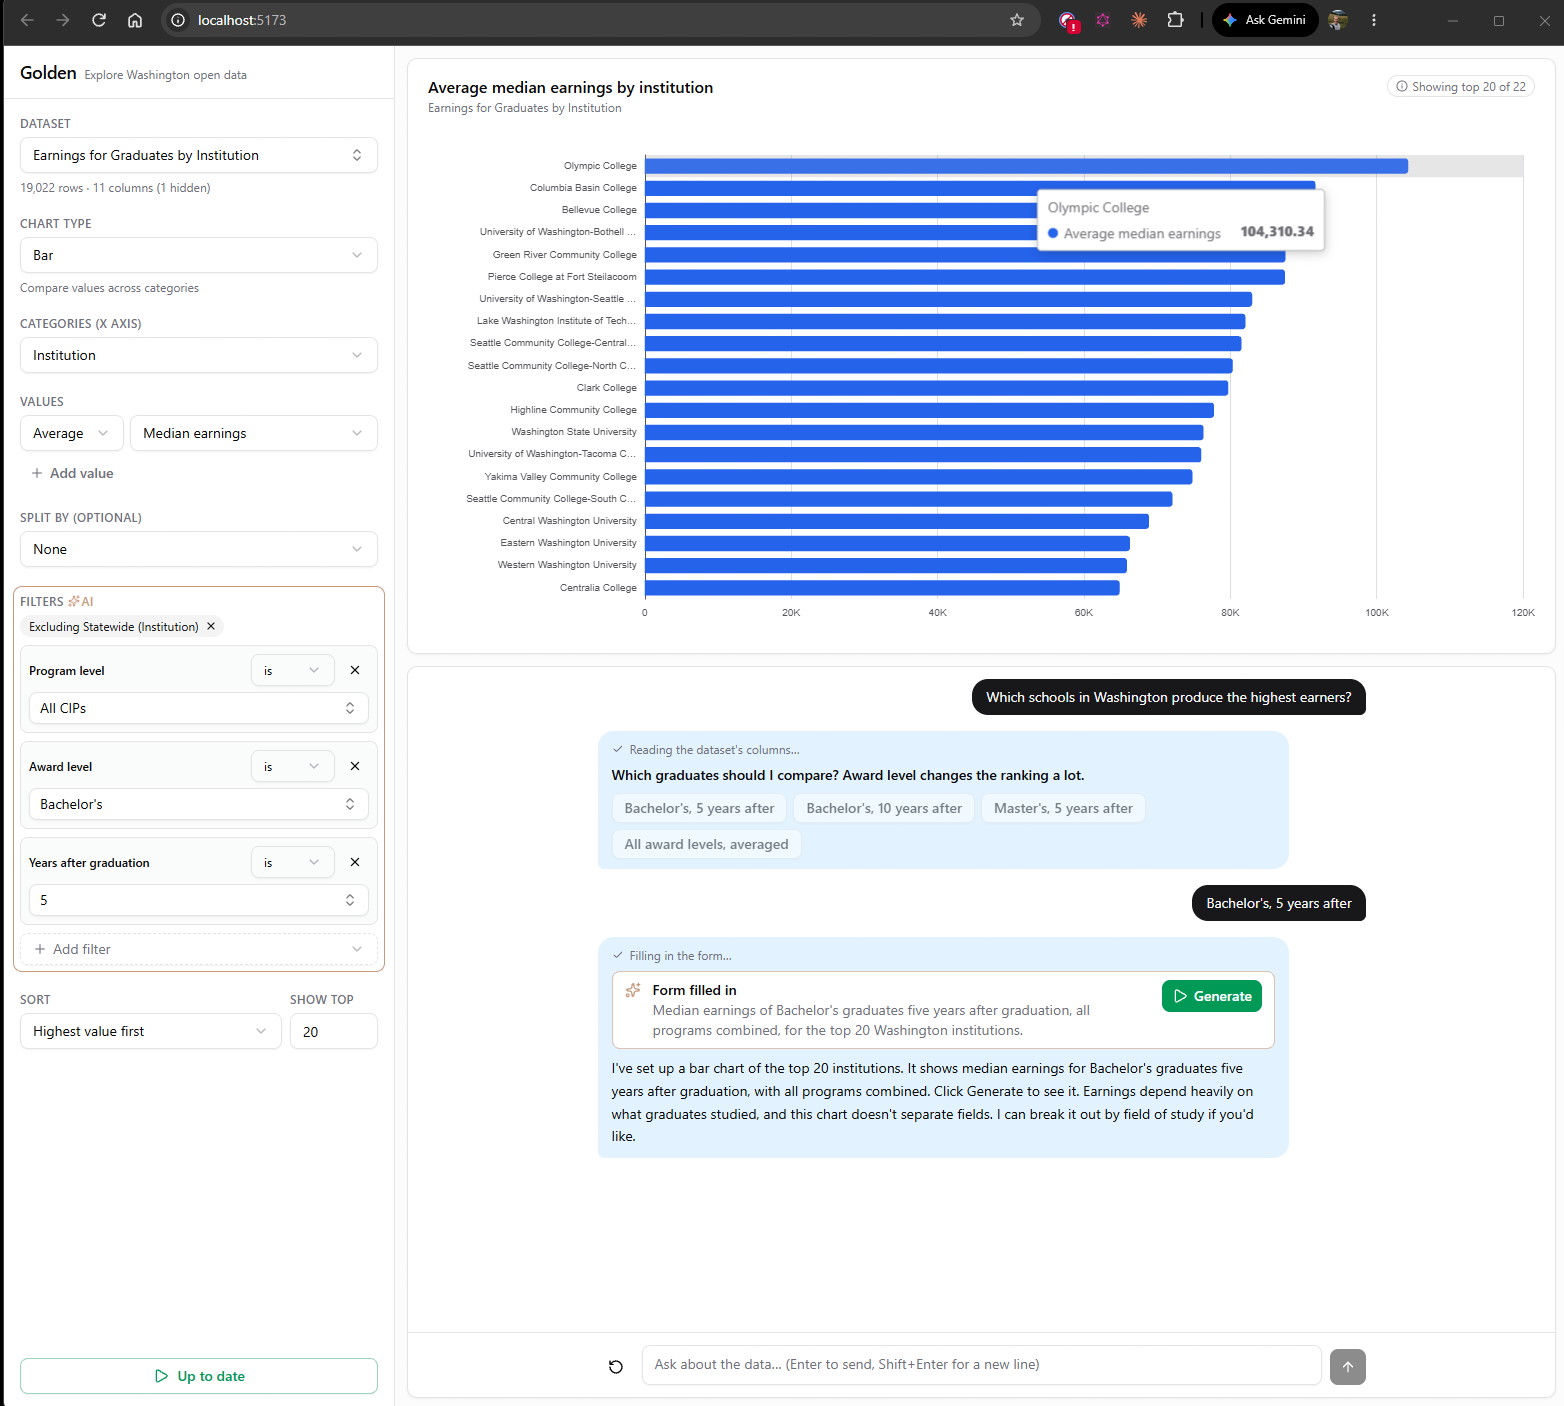 localhost:5173
Ask Gemini
Golden Explore Washington open data
DATASET
Earnings for Graduates by Institution
19,022 rows · 11 columns (1 hidden)
CHART TYPE
Bar
Compare values across categories
CATEGORIES (X AXIS)
Institution
VALUES
Average Median earnings
+ Add value
SPLIT BY (OPTIONAL)
None
FILTERS AI
Excluding Statewide (Institution) ×
Program level is ×
All CIPs
Award level is ×
Bachelor's
Years after graduation is ×
5
+ Add filter
SORT SHOW TOP
Highest value first 20
Up to date
Average median earnings by institution
Earnings for Graduates by Institution
Showing top 20 of 22
Olympic College
Columbia Basin College
Bellevue College
University of Washington-Bothell ...
Green River Community College
Pierce College at Fort Steilacoom
University of Washington-Seattle ...
Lake Washington Institute of Tech...
Seattle Community College-Central...
Seattle Community College-North C...
Clark College
Highline Community College
Washington State University
University of Washington-Tacoma C...
Yakima Valley Community College
Seattle Community College-South C...
Central Washington University
Eastern Washington University
Western Washington University
Centralia College
0 20K 40K 60K 80K 100K 120K
Olympic College
Average median earnings 104,310.34
Which schools in Washington produce the highest earners?
Reading the dataset's columns...
Which graduates should I compare? Award level changes the ranking a lot.
Bachelor's, 5 years after Bachelor's, 10 years after Master's, 5 years after
All award levels, averaged
Bachelor's, 5 years after
Filling in the form...
Form filled in
Median earnings of Bachelor's graduates five years after graduation, all
programs combined, for the top 20 Washington institutions.
Generate
I've set up a bar chart of the top 20 institutions. It shows median earnings for Bachelor's graduates five
years after graduation, with all programs combined. Click Generate to see it. Earnings depend heavily on
what graduates studied, and this chart doesn't separate fields. I can break it out by field of study if you'd
like.
Ask about the data... (Enter to send, Shift+Enter for a new line)